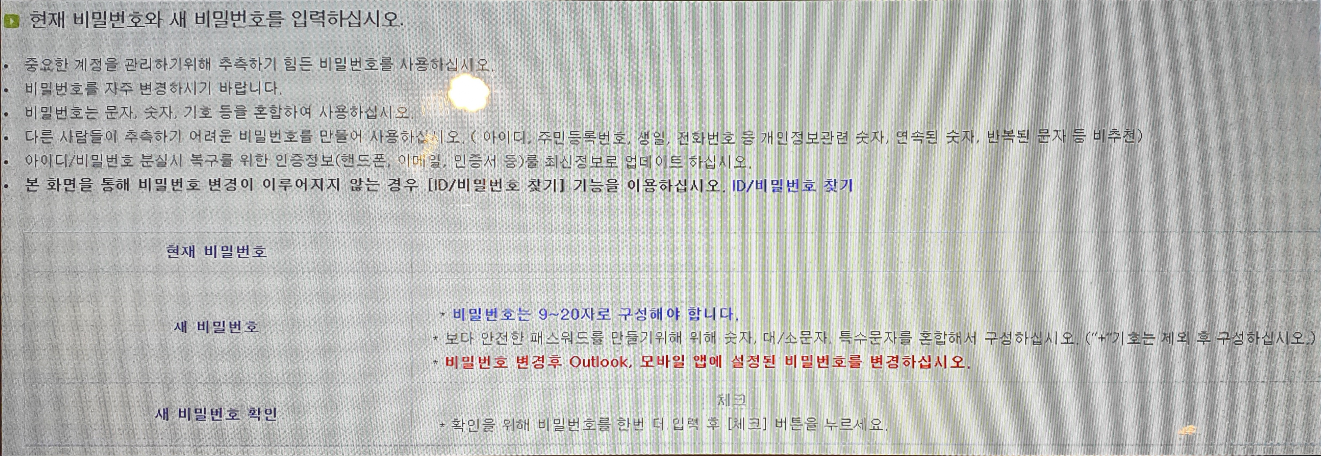 현재 비밀번호와 새 비밀번호를 입력하십시오.
• 중요한 계정을 관리하기위해 추측하기 힘든 비밀번호를 사용하십시오.
• 비밀번호를 자주 변경하시기 바랍니다.
• 비밀번호는 문자, 숫자, 기호 등을 혼합하여 사용하십시오.
• 다른 사람들이 추측하기 어려운 비밀번호를 만들어 사용하십시오. ( 아이디, 주민등록번호, 생일, 전화번호 등 개인정보관련 숫자, 연속된 숫자, 반복된 문자 등 비추천)
• 아이디/비밀번호 분실시 복구를 위한 인증정보(핸드폰, 이메일, 인증서 등)를 최신정보로 업데이트 하십시오.
• 본 화면을 통해 비밀번호 변경이 이루어지지 않는 경우 [ID/비밀번호 찾기] 기능을 이용하십시오. ID/비밀번호 찾기
현재 비밀번호
새 비밀번호
* 비밀번호는 9~20자로 구성해야 합니다.
* 보다 안전한 패스워드를 만들기위해 위해 숫자, 대/소문자, 특수문자를 혼합해서 구성하십시오. ("+"기호는 제외 후 구성하십시오.)
* 비밀번호 변경후 Outlook, 모바일 앱에 설정된 비밀번호를 변경하십시오.
새 비밀번호 확인
체크
* 확인을 위해 비밀번호를 한번 더 입력 후 [체크] 버튼을 누르세요.